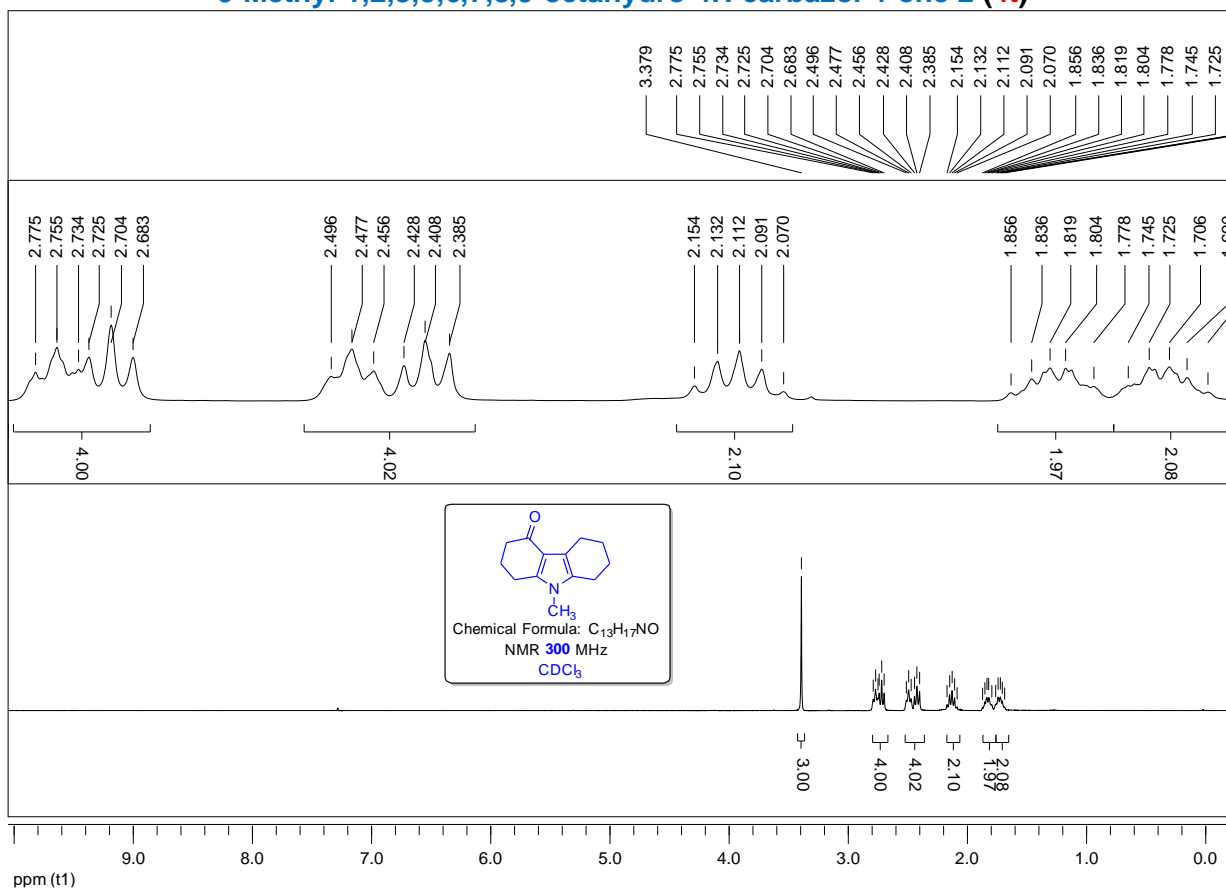 3.379 2.775 2.755 2.734 2.725 2.704 2.683 2.496 2.477 2.456 2.428 2.408 2.385 2.154 2.132 2.112 2.091 2.070 1.856 1.836 1.819 1.804 1.778 1.745 1.725
2.775 2.755 2.734 2.725 2.704 2.683 2.496 2.477 2.456 2.428 2.408 2.385 2.154 2.132 2.112 2.091 2.070 1.856 1.836 1.819 1.804 1.778 1.745 1.725 1.706
4.00 4.02 2.10 1.97 2.08
O
N
CH3
Chemical Formula: C13H17NO
NMR 300 MHz
CDCl3
3.00 4.00 4.02 2.10 1.97 2.08
9.0 8.0 7.0 6.0 5.0 4.0 3.0 2.0 1.0 0.0
ppm (t1)